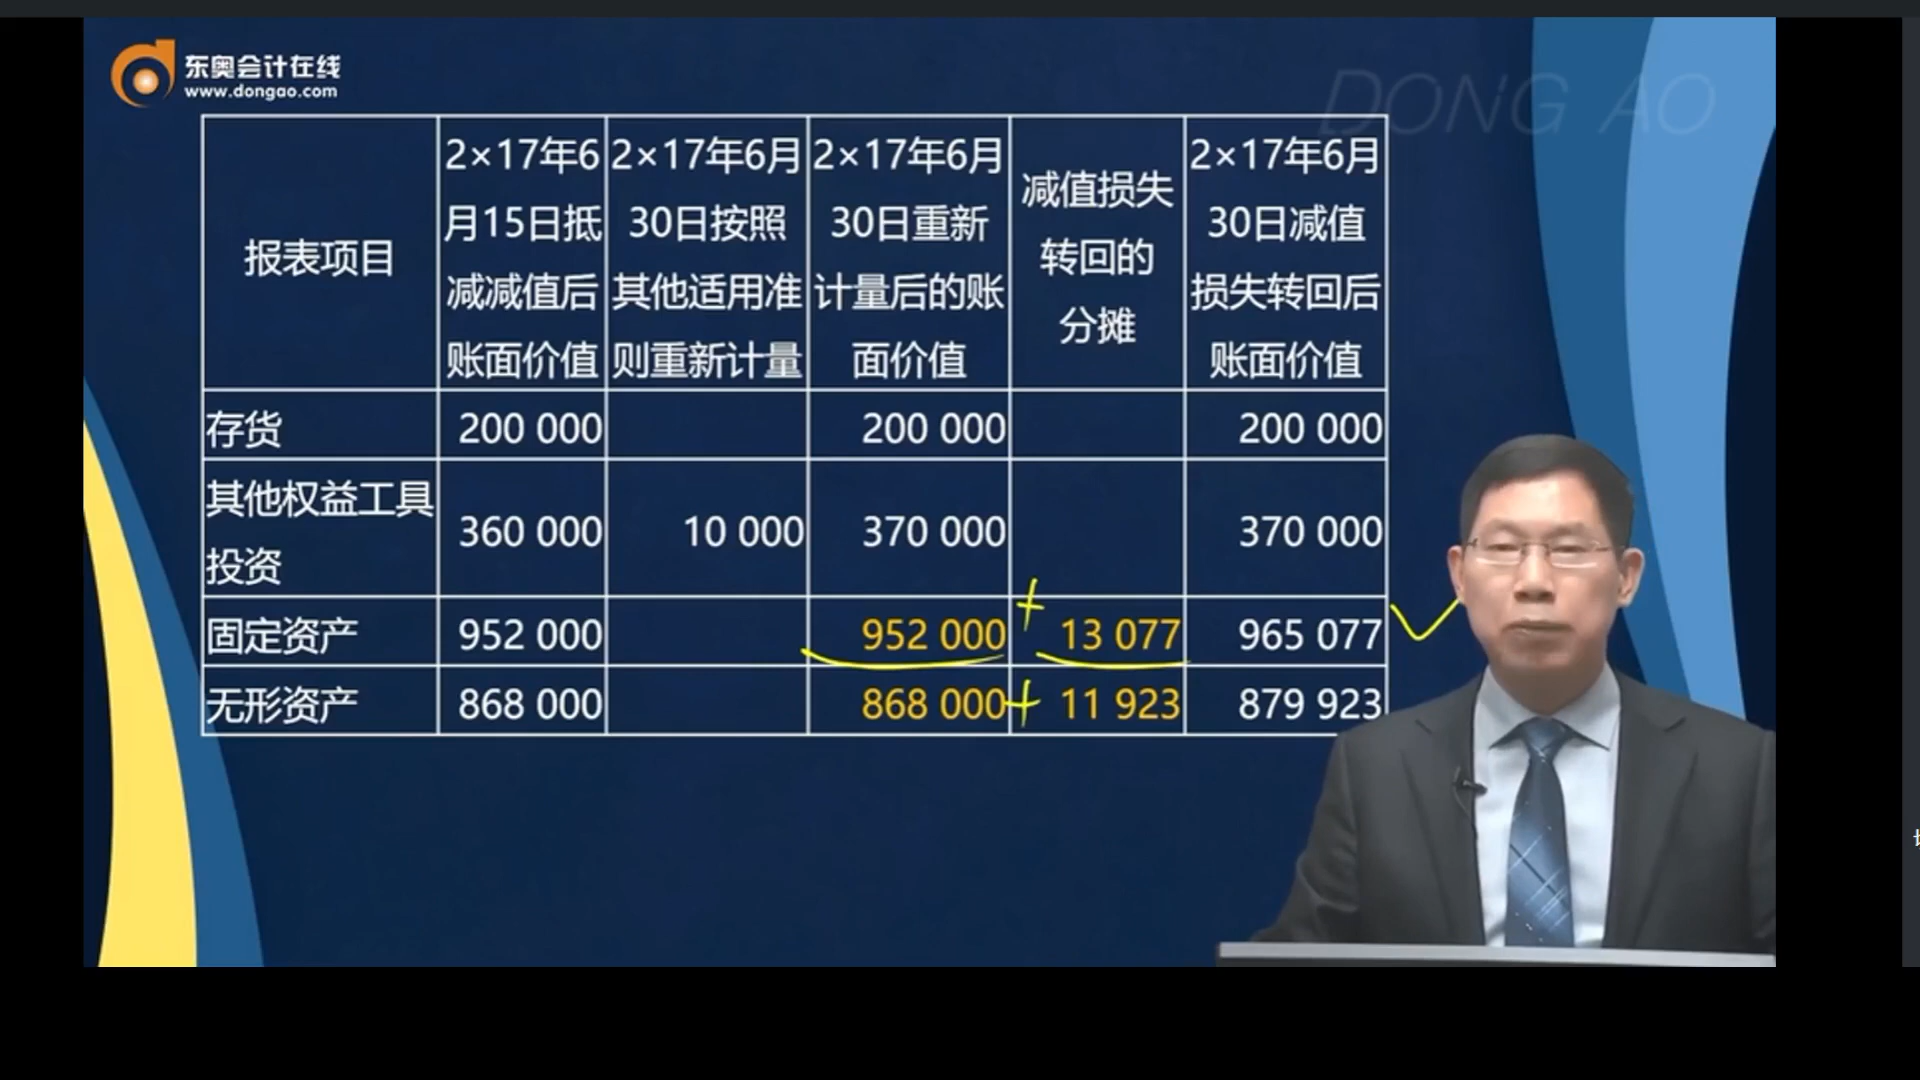 东奥会计在线
www.dongao.com
DONG AO
报表项目
2×17年6
月15日抵
减减值后
账面价值
2×17年6月
30日按照
其他适用准
则重新计量
2×17年6月
30日重新
计量后的账
面价值
减值损失
转回的
分摊
2×17年6月
30日减值
损失转回后
账面价值
存货
200 000
200 000
200 000
其他权益工具
投资
360 000
10 000
370 000
370 000
固定资产
952 000
952 000
+
13 077
965 077
无形资产
868 000
868 000
+
11 923
879 923